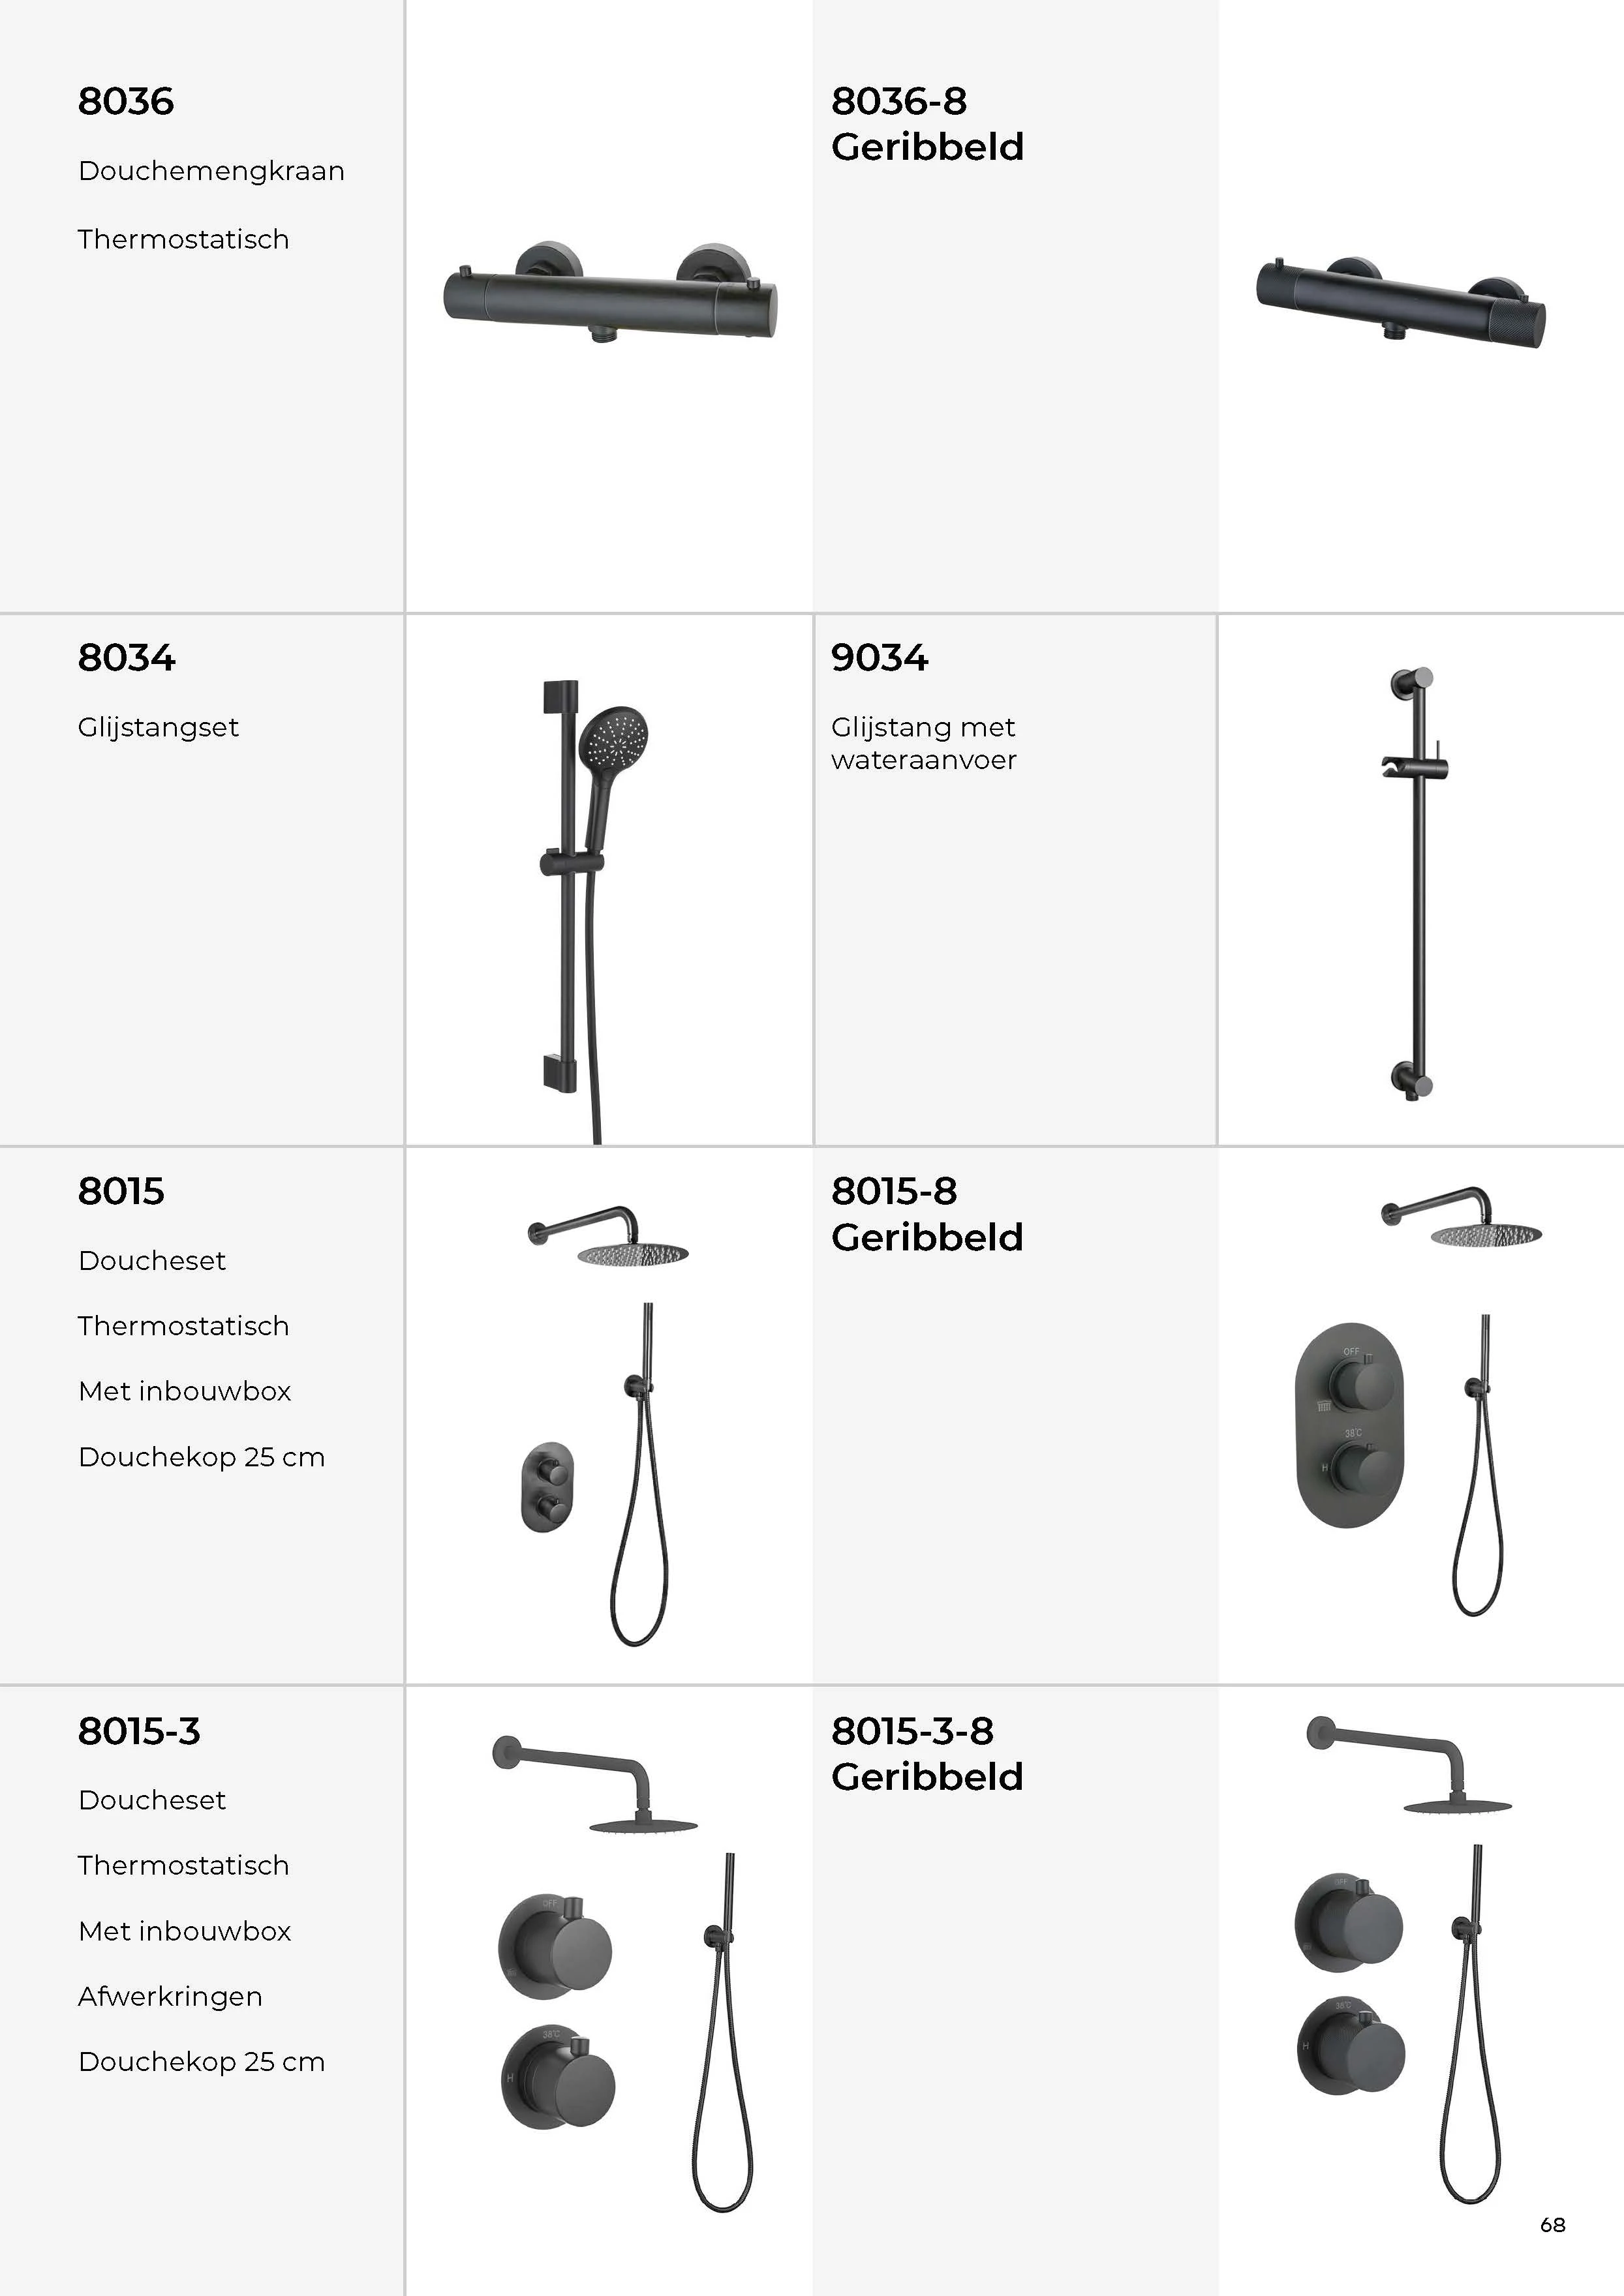 8036
Douchemengkraan
Thermostatisch
8036-8
Geribbeld
8034
Glijstangset
9034
Glijstang met
wateraanvoer
8015
Doucheset
Thermostatisch
Met inbouwbox
Douchekop 25 cm
8015-8
Geribbeld
OFF
38°C
H
8015-3
Doucheset
Thermostatisch
Met inbouwbox
Afwerkringen
Douchekop 25 cm
OFF
38°C
H
8015-3-8
Geribbeld
OFF
38°C
H
68